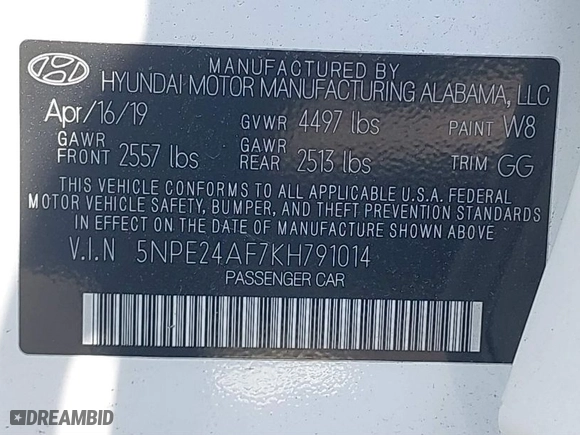 MANUFACTURED BY
HYUNDAI MOTOR MANUFACTURING ALABAMA, LLC
Apr/16/19 GVWR 4497 lbs PAINT W8
GAWR FRONT 2557 lbs GAWR REAR 2513 lbs TRIM GG
THIS VEHICLE CONFORMS TO ALL APPLICABLE U.S.A. FEDERAL
MOTOR VEHICLE SAFETY, BUMPER, AND THEFT PREVENTION STANDARDS
IN EFFECT ON THE DATE OF MANUFACTURE SHOWN ABOVE.
V.I.N 5NPE24AF7KH791014
PASSENGER CAR
DREAMBID